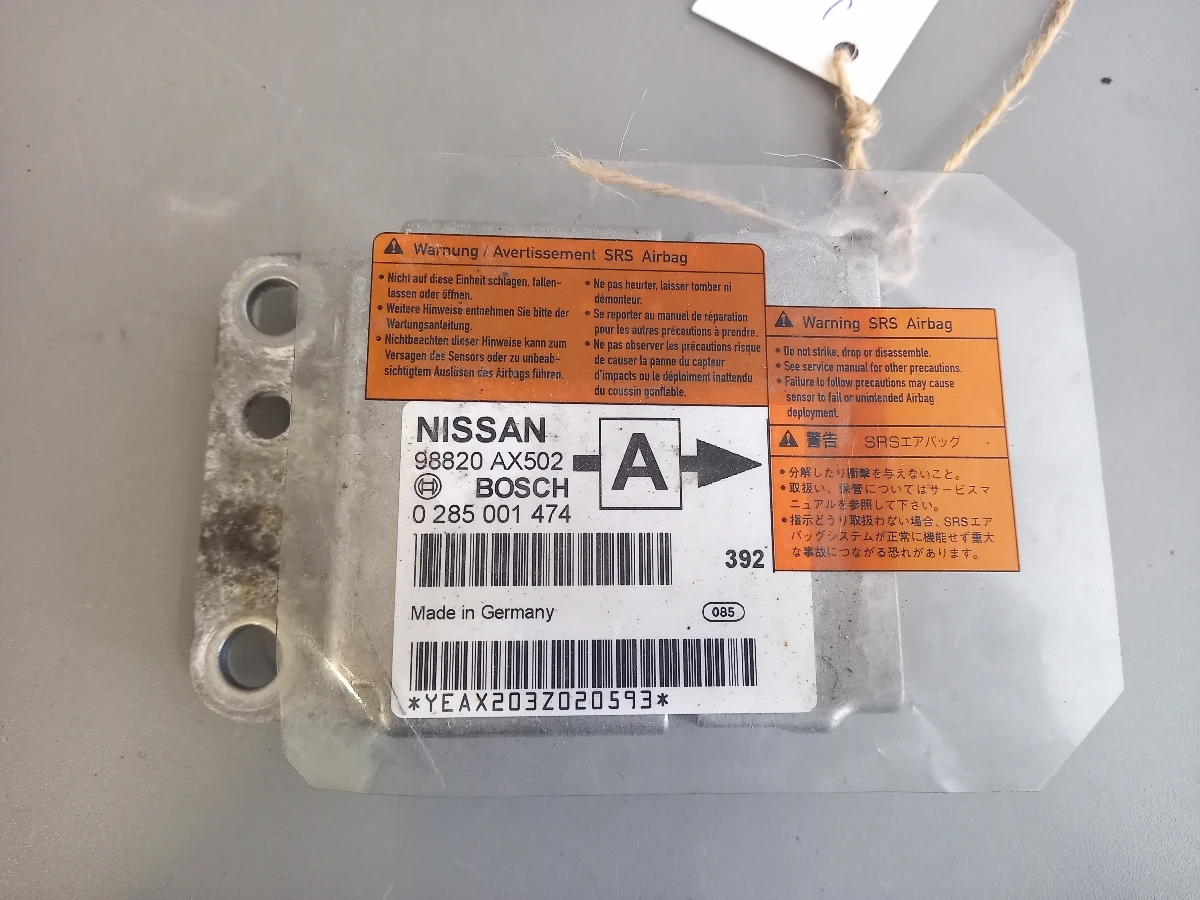 Warnung / Avertissement SRS Airbag
• Nicht auf diese Einheit schlagen, fallen-
lassen oder öffnen.
• Weitere Hinweise entnehmen Sie bitte der
Wartungsanleitung.
• Nichtbeachten dieser Hinweise kann zum
Versagen des Sensors oder zu unbeab-
sichtigtem Auslösen des Airbags führen.
• Ne pas heurter, laisser tomber ni
démonteur.
• Se reporter au manuel de réparation
pour les autres précautions à prendre.
• Ne pas observer les précautions risque
de causer la panne du capteur
d'impacts ou le déploiment inattendu
du coussin gonflable.
Warning SRS Airbag
• Do not strike, drop or disassemble.
• See service manual for other precautions.
• Failure to follow precautions may cause
sensor to fail or unintended Airbag
deployment.
警告 SRSエアバッグ
• 分解したり衝撃を与えないこと。
• 取扱い、保管についてはサービスマ
ニュアルを参照して下さい。
• 指示どうり取扱わない場合、SRSエア
バッグシステムが正常に機能せず重大
な事故につながる恐れがあります。
NISSAN
98820 AX502
BOSCH
0 285 001 474
A
392
Made in Germany
085
*YEAX203Z020593*